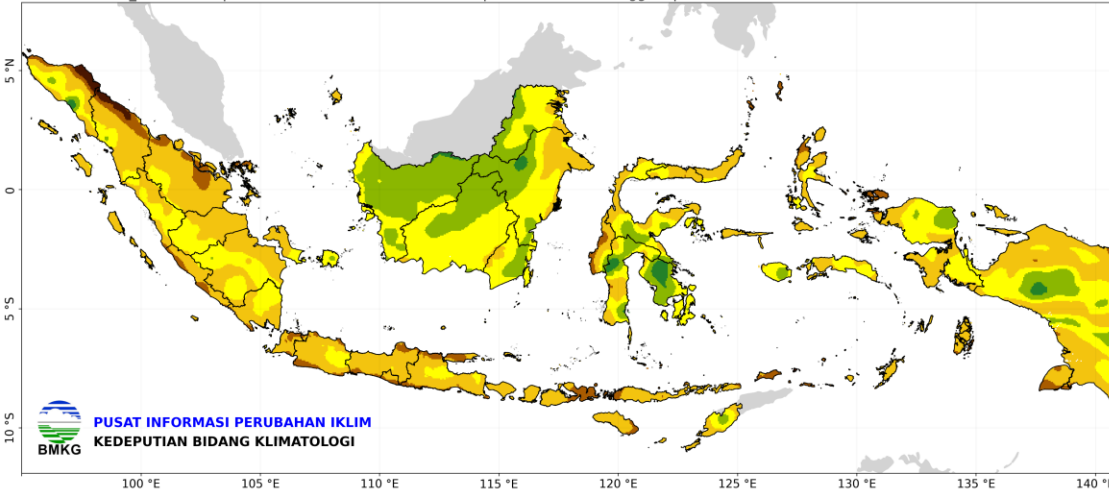 5°N
0
5°S
10°S
PUSAT INFORMASI PERUBAHAN IKLIM
KEDEPUTIAN BIDANG KLIMATOLOGI
BMKG
100 °E
105 °E
110 °E
115 °E
120 °E
125 °E
130 °E
135 °E